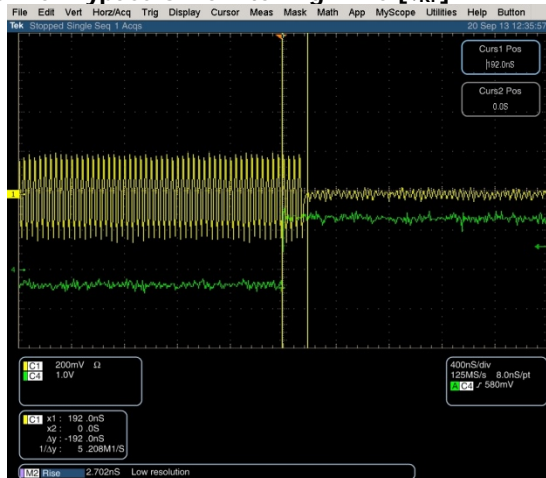 File Edit Vert Horz/Acq Trig Display Cursor Meas Mask Math App MyScope Utilities Help Button
Tek Stopped Single Seq 1 Acqs 20 Sep 13 12:35:57
Curs1 Pos
192.0nS
Curs2 Pos
0.0S
1
4
C1 200mV Ω
C4 1.0V
400nS/div
125MS/s 8.0nS/pt
A C4 ƒ 580mV
C1 x1 : 192 .0nS
x2 : 0 .0S
Δy : -192 .0nS
1/Δy : 5 .208M1/S
M2 Rise 2.702nS Low resolution